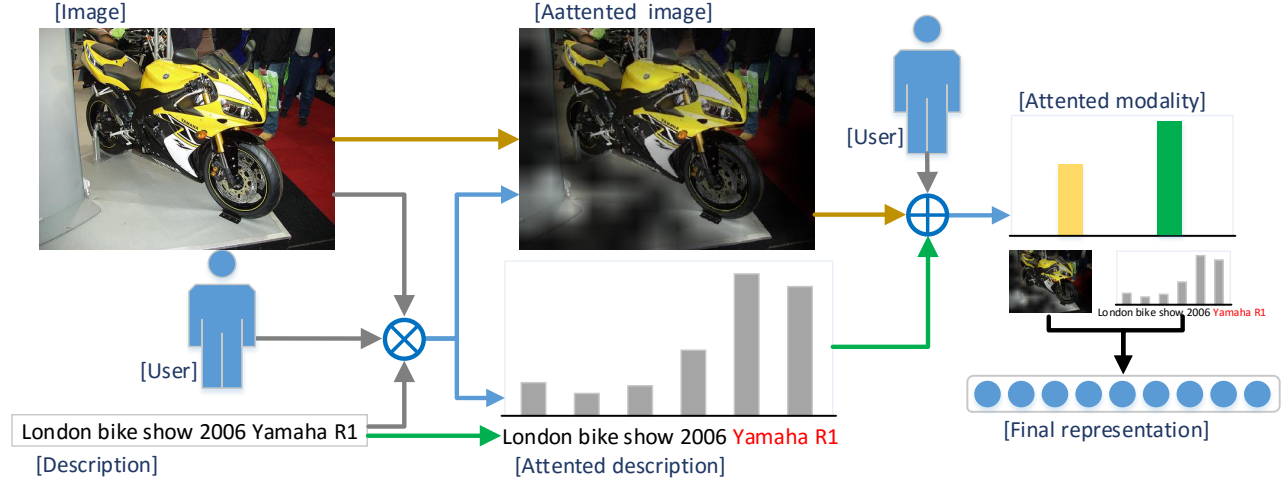 [Image]
[Aattented image]
[User]
[Attented modality]
[User]
London bike show 2006 Yamaha R1
[Description]
London bike show 2006 Yamaha R1
[Attented description]
London bike show 2006 Yamaha R1
[Final representation]